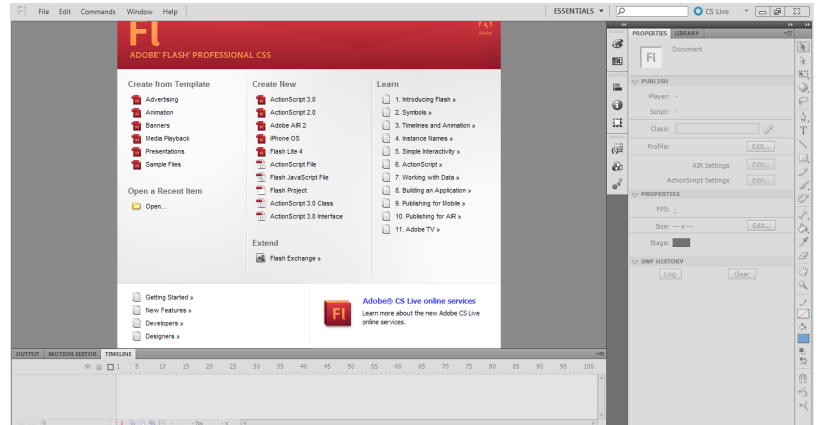 Fl File Edit Commands Window Help ESSENTIALS CS Live
Fl
Adobe
ADOBE® FLASH® PROFESSIONAL CS5
Create from Template
Advertising
Animation
Banners
Media Playback
Presentations
Sample Files
Open a Recent Item
Open...
Create New
ActionScript 3.0
ActionScript 2.0
Adobe AIR 2
iPhone OS
Flash Lite 4
ActionScript File
Flash JavaScript File
Flash Project
ActionScript 3.0 Class
ActionScript 3.0 Interface
Extend
Flash Exchange »
Learn
1. Introducing Flash »
2. Symbols »
3. Timelines and Animation »
4. Instance Names »
5. Simple Interactivity »
6. ActionScript »
7. Working with Data »
8. Building an Application »
9. Publishing for Mobile »
10. Publishing for AIR »
11. Adobe TV »
Getting Started »
New Features »
Developers »
Designers »
Fl
Adobe® CS Live online services
Learn more about the new Adobe CS Live
online services.
PROPERTIES LIBRARY
Fl Document
PUBLISH
Player: -
Script: -
Class:
Profile: Edit...
AIR Settings Edit...
ActionScript Settings Edit...
PROPERTIES
FPS: -
Size: -- x -- Edit...
Stage:
SWF HISTORY
Log Clear
OUTPUT MOTION EDITOR TIMELINE
1 5 10 15 20 25 30 35 40 45 50 55 60 65 70 75 80 85 90 95 100